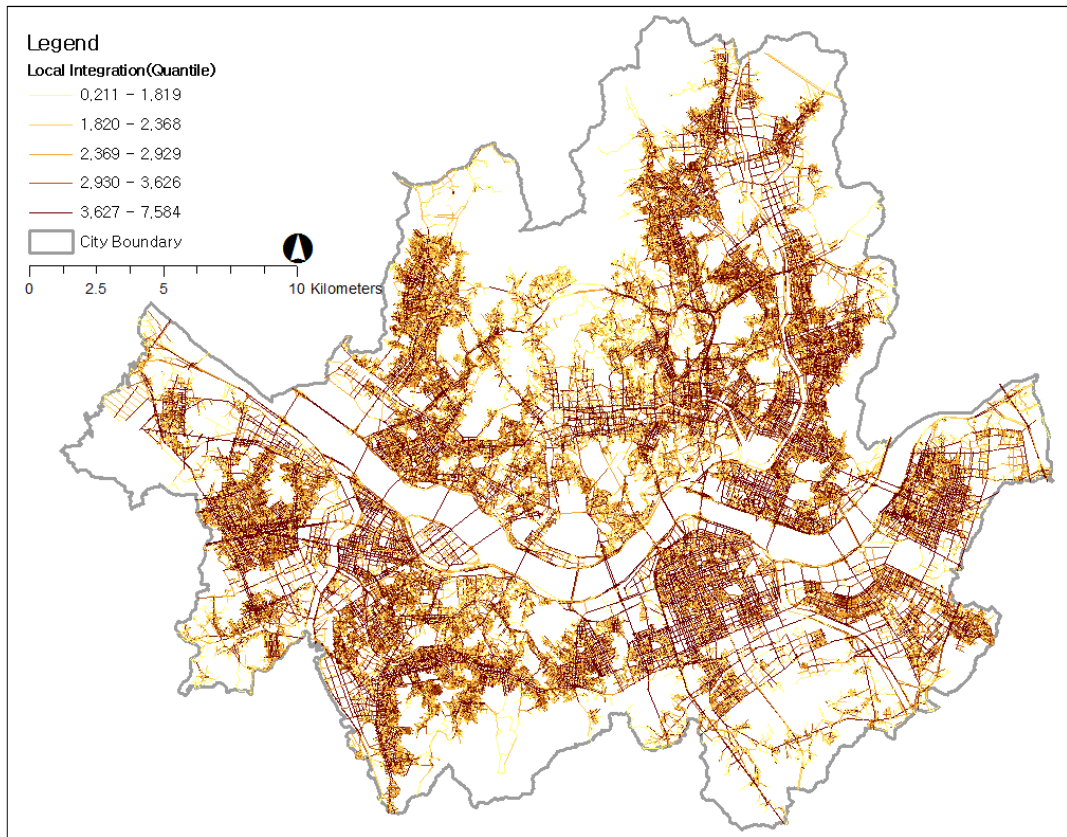 Legend
Local Integration(Quantile)
0,211 - 1,819
1,820 - 2,368
2,369 - 2,929
2,930 - 3,626
3,627 - 7,584
City Boundary
0 2.5 5 10 Kilometers